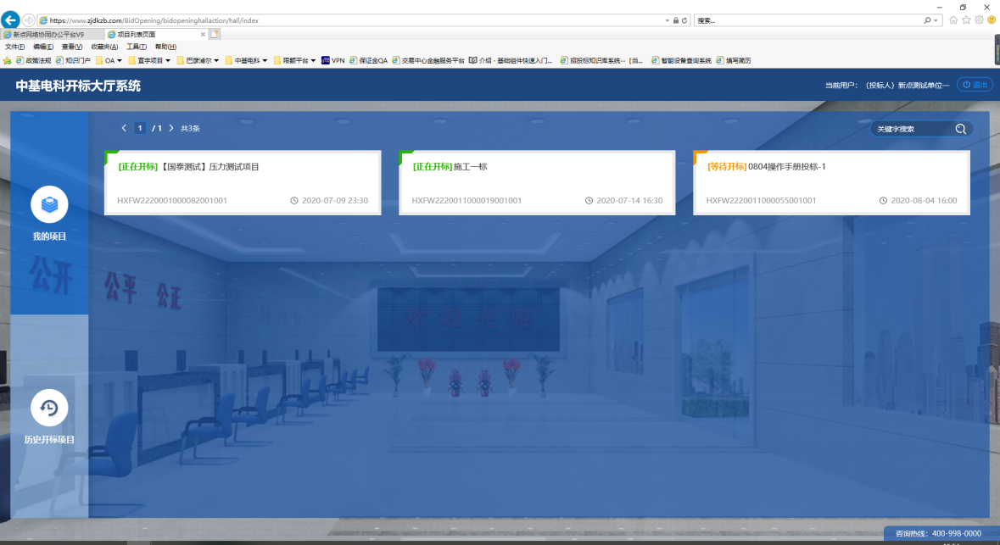 https://www.zjdkzb.com/BidOpening/bidopeninghallaction/hall/index
搜索...
新点网络协同办公平台V9
项目列表页面
文件(F) 编辑(E) 查看(V) 收藏夹(A) 工具(T) 帮助(H)
政策法规 知识门户 OA 宣宇项目 巴彦淖尔 中基电科 限额平台 VPN 保证金QA 交易中心金融服务平台 介绍 · 基础组件快速入门... 招投标知识库系统-- [当... 智能设备查询系统 填写简历
中基电科开标大厅系统
当前用户: (投标人) 新点测试单位一 退出
1 / 1 共3条
关键字搜索
[正在开标]【国泰测试】压力测试项目
HXFW2220001000082001001 2020-07-09 23:30
[正在开标]施工一标
HXFW2220011000019001001 2020-07-14 16:30
[等待开标]0804操作手册投标-1
HXFW2220011000055001001 2020-08-04 16:00
我的项目
公开 公平 公正
欢迎光临
历史开标项目
咨询热线: 400-998-0000